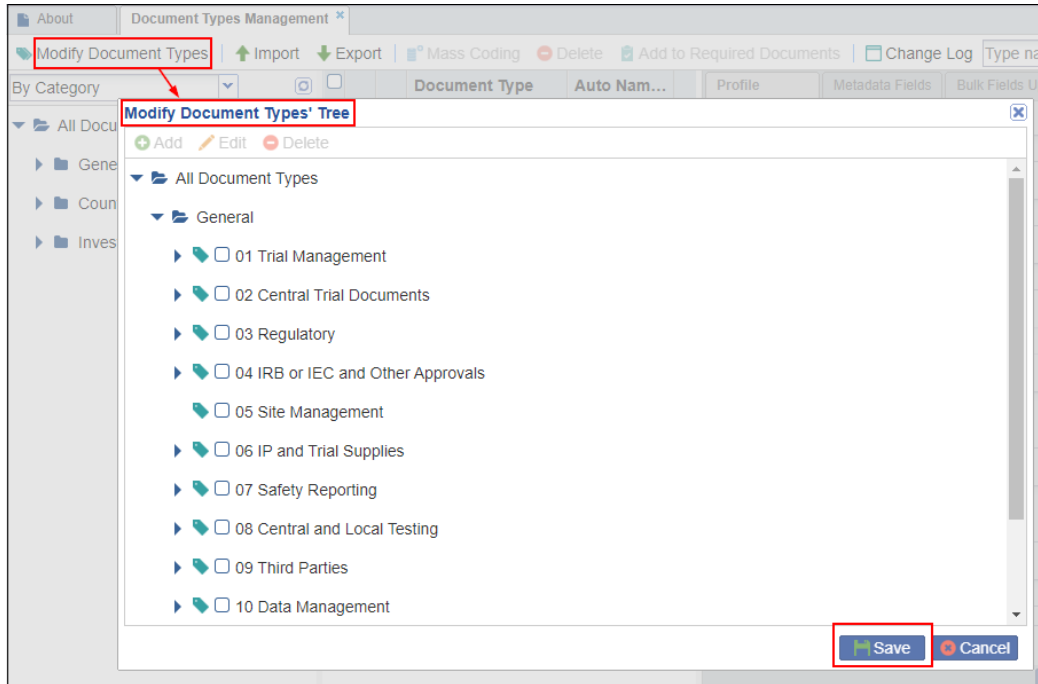 About
Document Types Management
Modify Document Types Import Export Mass Coding Delete Add to Required Documents Change Log Type na
By Category Document Type Auto Nam... Profile Metadata Fields Bulk Fields U
Modify Document Types' Tree
All Docu
Add Edit Delete
Gene
Coun
Inves
All Document Types
General
01 Trial Management
02 Central Trial Documents
03 Regulatory
04 IRB or IEC and Other Approvals
05 Site Management
06 IP and Trial Supplies
07 Safety Reporting
08 Central and Local Testing
09 Third Parties
10 Data Management
Save Cancel